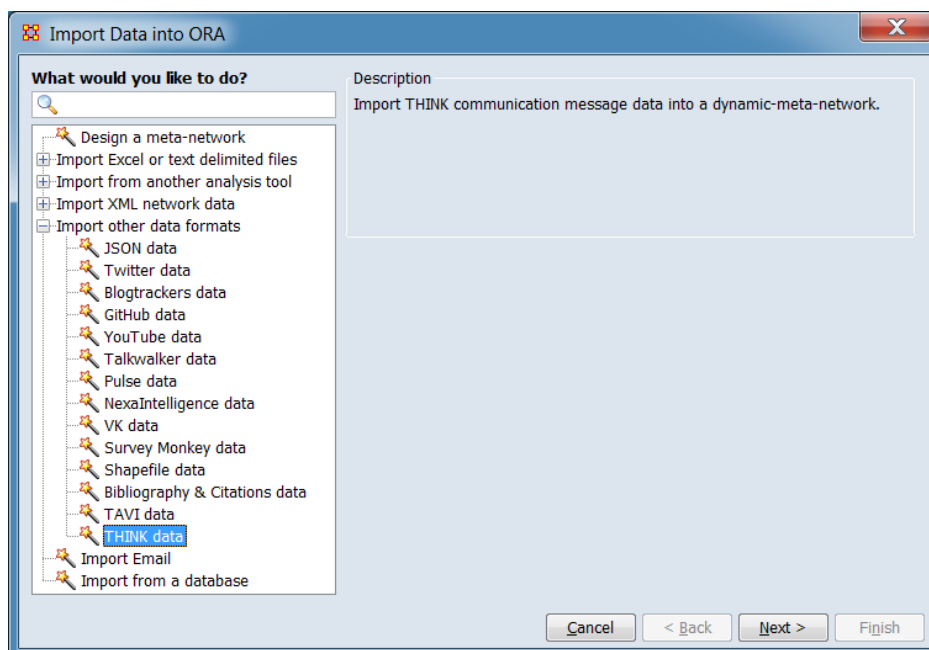 Import Data into ORA
What would you like to do?
Design a meta-network
Import Excel or text delimited files
Import from another analysis tool
Import XML network data
Import other data formats
JSON data
Twitter data
Blogtrackers data
GitHub data
YouTube data
Talkwalker data
Pulse data
NexaIntelligence data
VK data
Survey Monkey data
Shapefile data
Bibliography & Citations data
TAVI data
THINK data
Import Email
Import from a database
Description
Import THINK communication message data into a dynamic-meta-network.
Cancel < Back Next > Finish